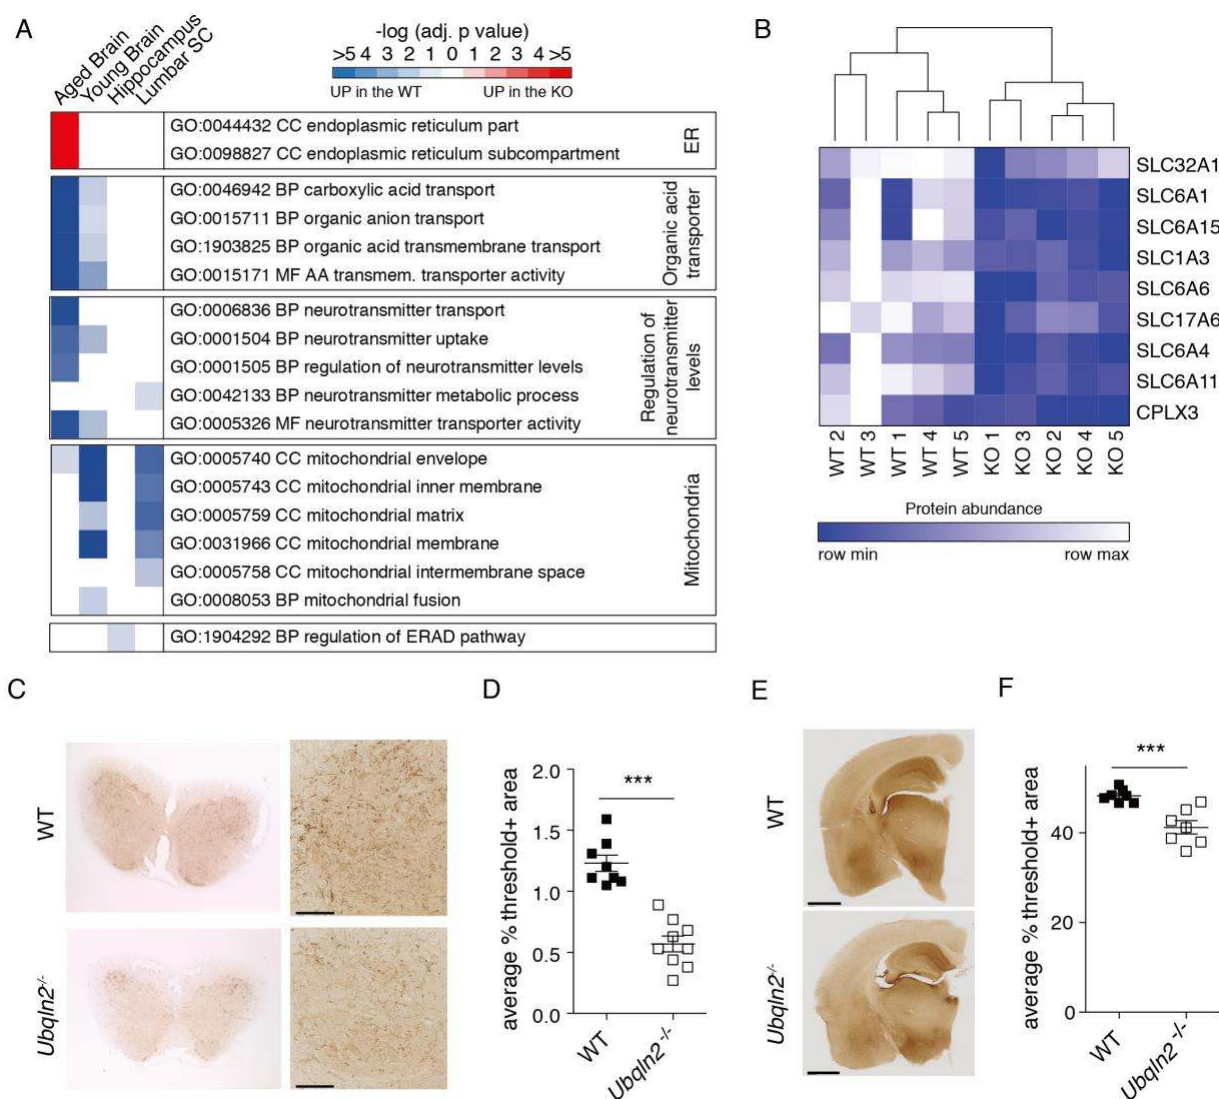 A
Aged Brain
Young Brain
Hippocampus
Lumbar SC
-log (adj. p value)
>5 4 3 2 1 0 1 2 3 4 >5
UP in the WT
UP in the KO
GO:0044432 CC endoplasmic reticulum part
GO:0098827 CC endoplasmic reticulum subcompartment
ER
GO:0046942 BP carboxylic acid transport
GO:0015711 BP organic anion transport
GO:1903825 BP organic acid transmembrane transport
GO:0015171 MF AA transmem. transporter activity
Organic acid
transporter
GO:0006836 BP neurotransmitter transport
GO:0001504 BP neurotransmitter uptake
GO:0001505 BP regulation of neurotransmitter levels
GO:0042133 BP neurotransmitter metabolic process
GO:0005326 MF neurotransmitter transporter activity
Regulation of
neurotransmitter
levels
GO:0005740 CC mitochondrial envelope
GO:0005743 CC mitochondrial inner membrane
GO:0005759 CC mitochondrial matrix
GO:0031966 CC mitochondrial membrane
GO:0005758 CC mitochondrial intermembrane space
GO:0008053 BP mitochondrial fusion
Mitochondria
GO:1904292 BP regulation of ERAD pathway
B
SLC32A1
SLC6A1
SLC6A15
SLC1A3
SLC6A6
SLC17A6
SLC6A4
SLC6A11
CPLX3
WT 2
WT 3
WT 1
WT 4
WT 5
KO 1
KO 3
KO 2
KO 4
KO 5
Protein abundance
row min
row max
C
WT
Ubqln2-/-
D
average % threshold+ area
2.0
1.5
1.0
0.5
0.0
***
WT
Ubqln2-/-
E
WT
Ubqln2-/-
F
average % threshold+ area
40
20
0
***
WT
Ubqln2-/-